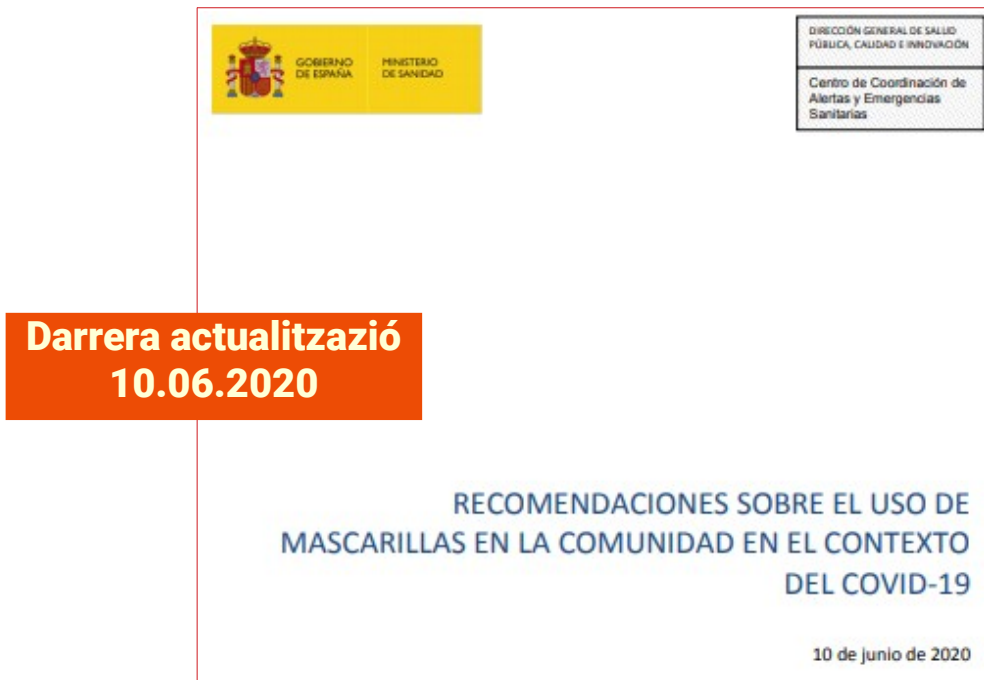 GOBIERNO
DE ESPAÑA
MINISTERIO
DE SANIDAD
DIRECCIÓN GENERAL DE SALUD
PÚBLICA, CALIDAD E INNOVACIÓN
Centro de Coordinación de
Alertas y Emergencias
Sanitarias
Darrera actualitzazió
10.06.2020
RECOMENDACIONES SOBRE EL USO DE
MASCARILLAS EN LA COMUNIDAD EN EL CONTEXTO
DEL COVID-19
10 de junio de 2020